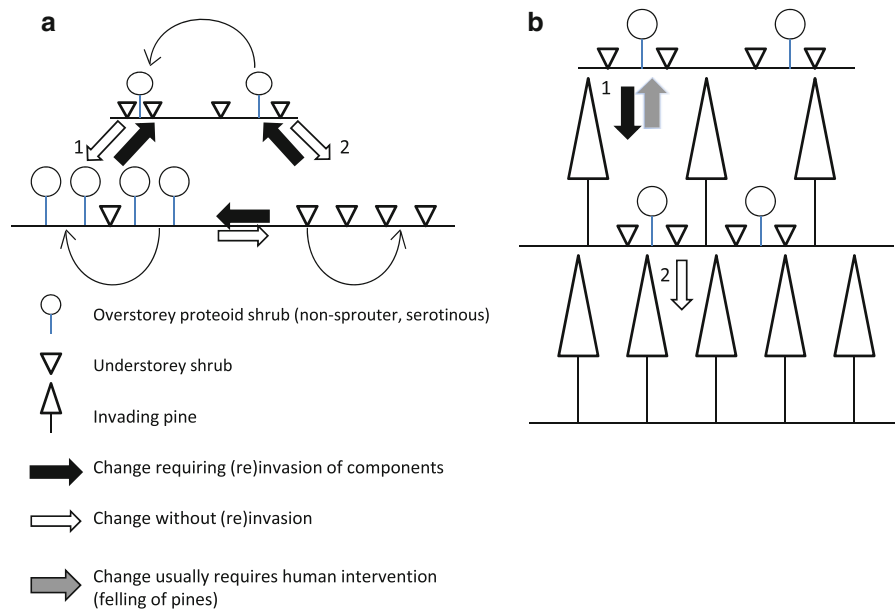 a
b
1
2
1
2
Overstorey proteoid shrub (non-sprouter, serotinous)
Understorey shrub
Invading pine
Change requiring (re)invasion of components
Change without (re)invasion
Change usually requires human intervention
(felling of pines)